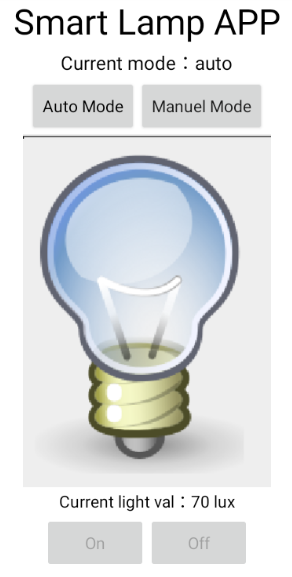 Smart Lamp APP
Current mode：auto
Auto Mode Manuel Mode
Current light val：70 lux
On Off